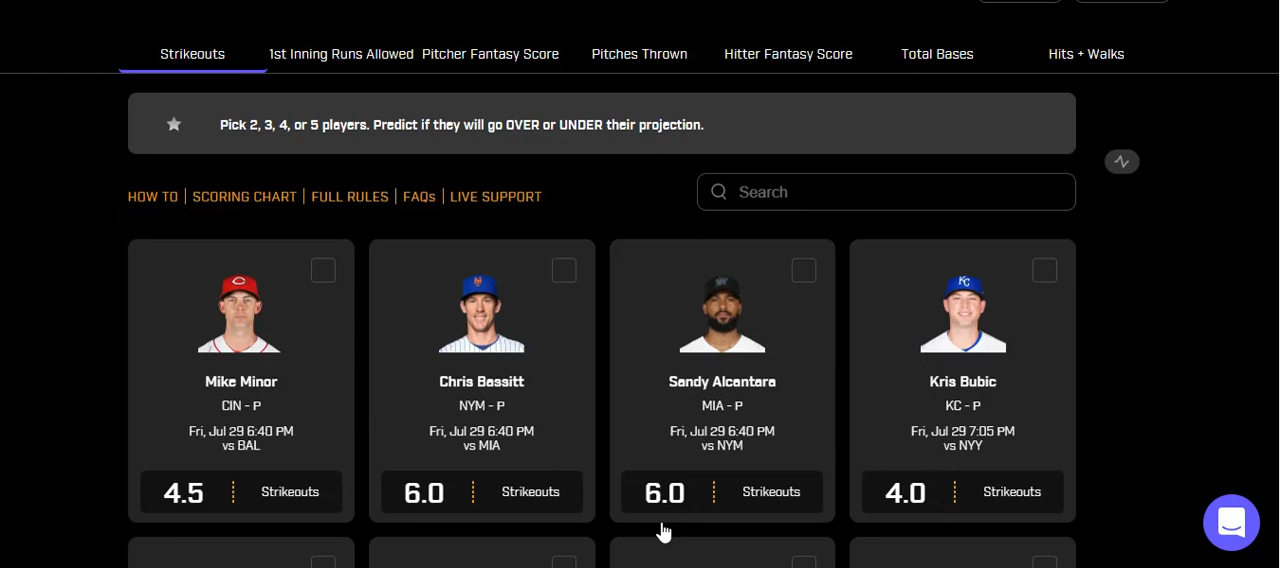 Strikeouts 1st Inning Runs Allowed Pitcher Fantasy Score Pitches Thrown Hitter Fantasy Score Total Bases Hits + Walks
Pick 2, 3, 4, or 5 players. Predict if they will go OVER or UNDER their projection.
HOW TO | SCORING CHART | FULL RULES | FAQs | LIVE SUPPORT
Search
Mike Minor
CIN - P
Fri, Jul 29 6:40 PM
vs BAL
4.5 Strikeouts
Chris Bassitt
NYM - P
Fri, Jul 29 6:40 PM
vs MIA
6.0 Strikeouts
Sandy Alcantara
MIA - P
Fri, Jul 29 6:40 PM
vs NYM
6.0 Strikeouts
Kris Bubic
KC - P
Fri, Jul 29 7:05 PM
vs NYY
4.0 Strikeouts